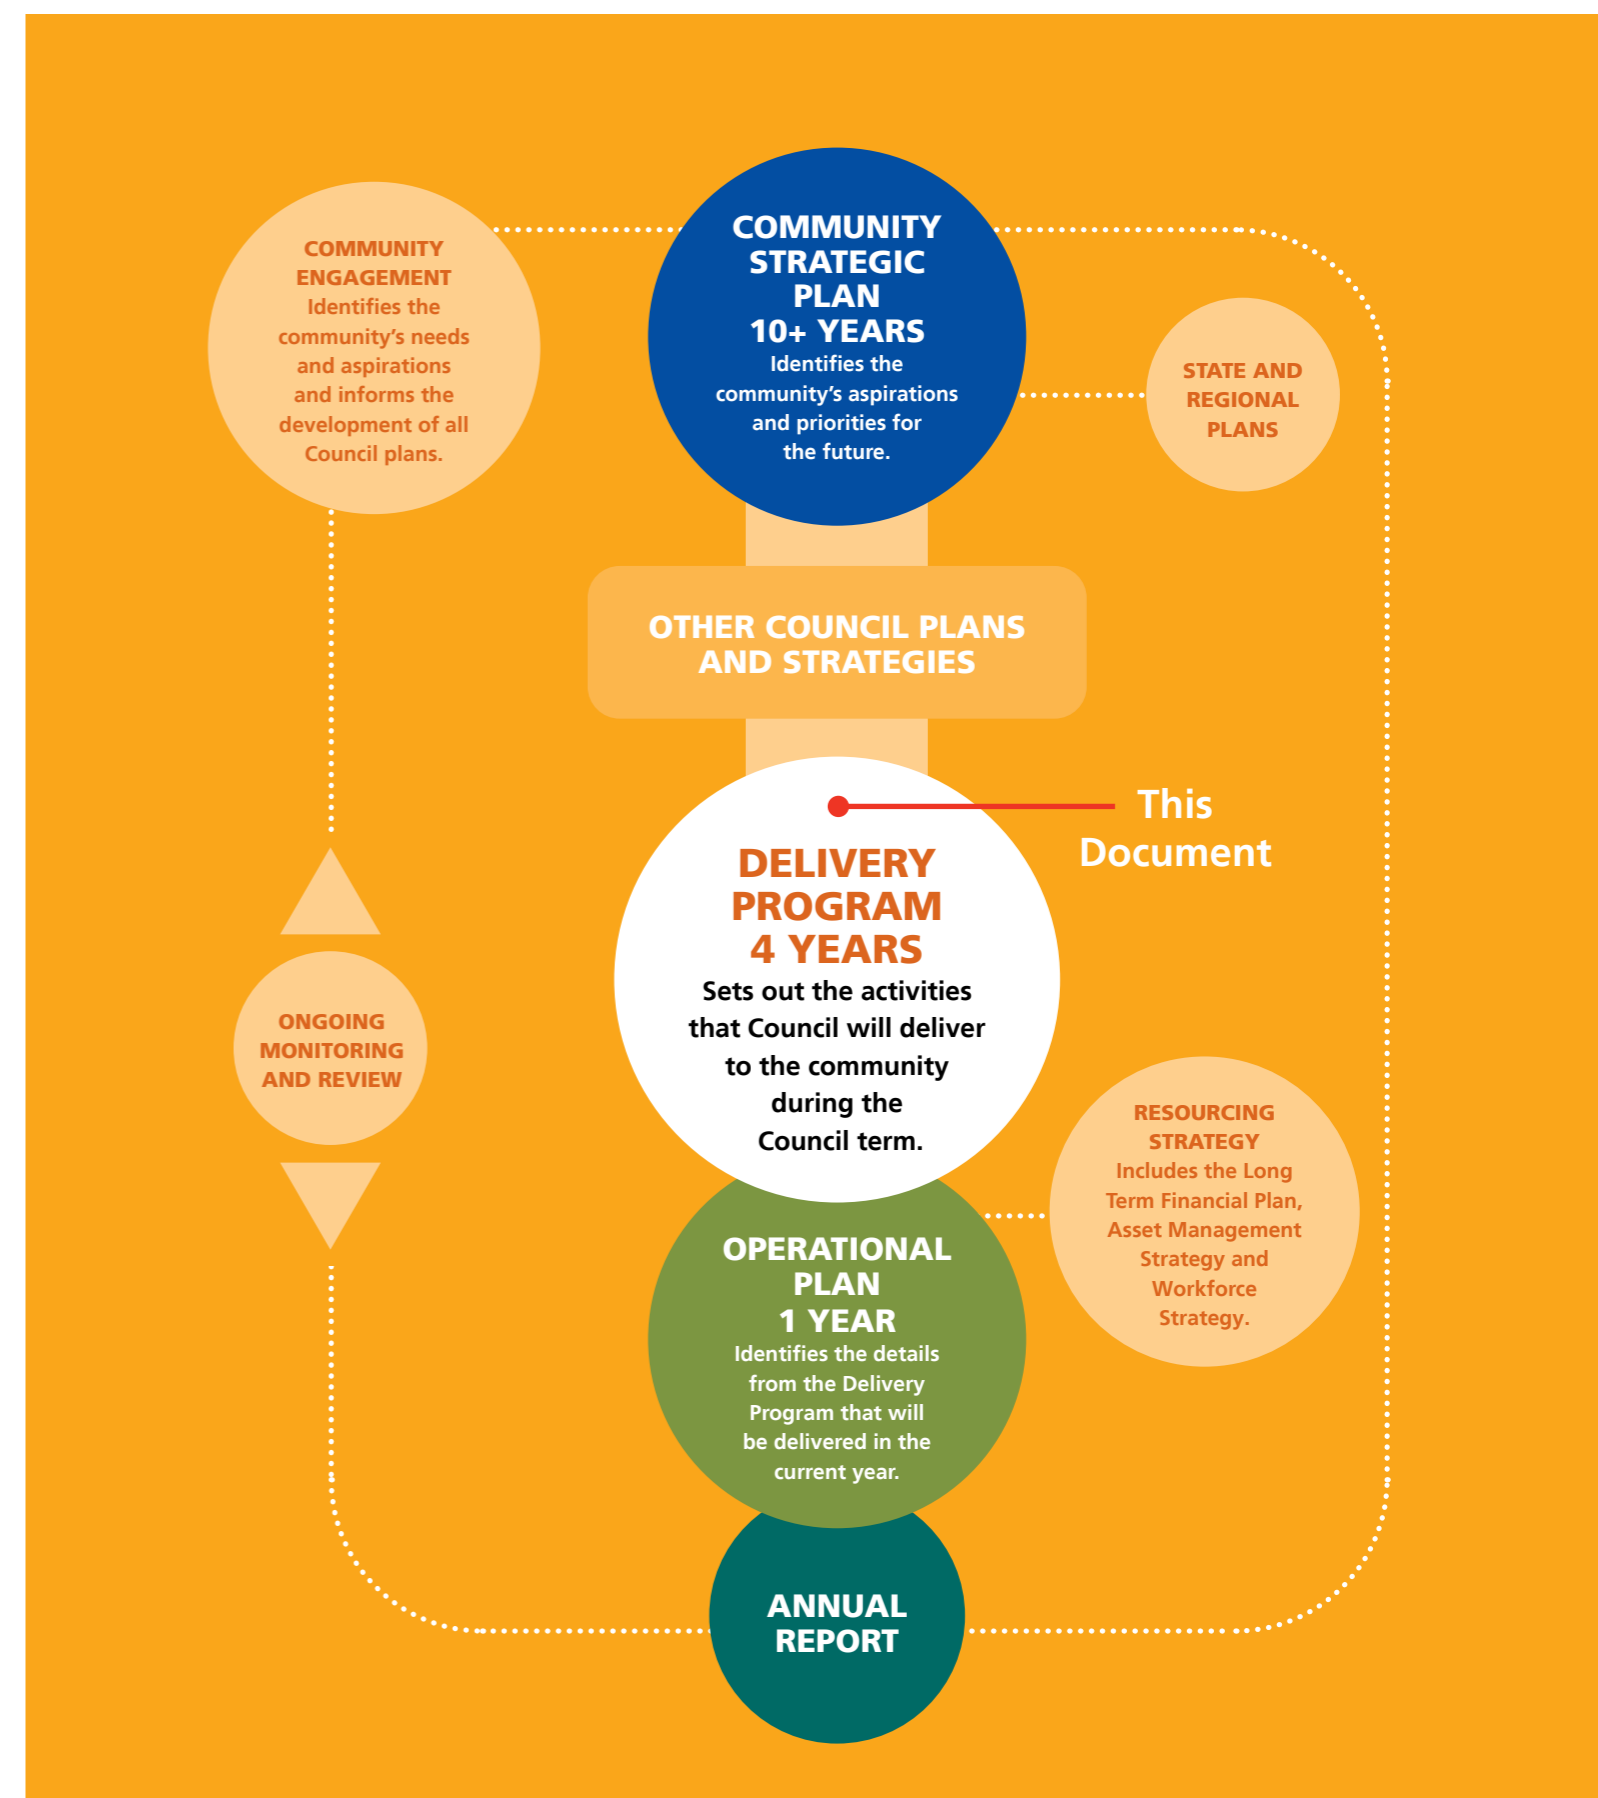 COMMUNITY
ENGAGEMENT
Identifies the
community’s needs
and aspirations
and informs the
development of all
Council plans.
COMMUNITY
STRATEGIC
PLAN
10+ YEARS
Identifies the
community’s aspirations
and priorities for
the future.
STATE AND
REGIONAL
PLANS
OTHER COUNCIL PLANS
AND STRATEGIES
This
Document
DELIVERY
PROGRAM
4 YEARS
Sets out the activities
that Council will deliver
to the community
during the
Council term.
ONGOING
MONITORING
AND REVIEW
RESOURCING
STRATEGY
Includes the Long
Term Financial Plan,
Asset Management
Strategy and
Workforce
Strategy.
OPERATIONAL
PLAN
1 YEAR
Identifies the details
from the Delivery
Program that will
be delivered in the
current year.
ANNUAL
REPORT